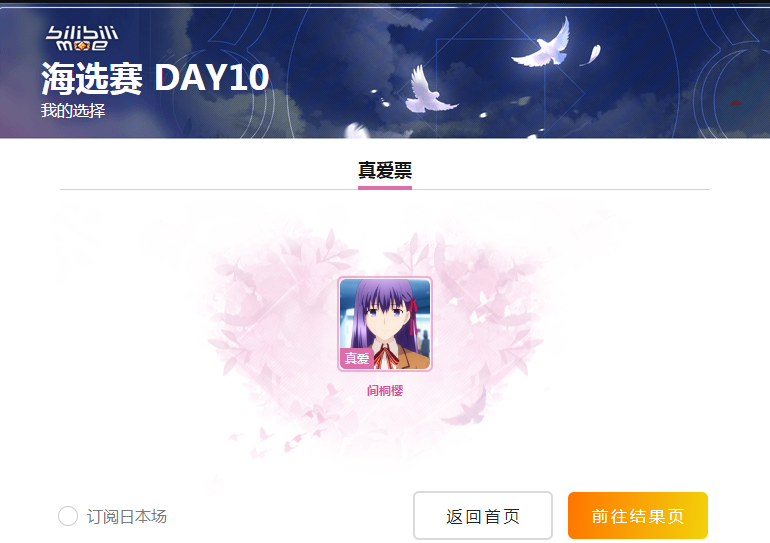 bilibili
moe
海选赛 DAY10
我的选择
真爱票
真爱
间桐樱
订阅日本场
返回首页
前往结果页